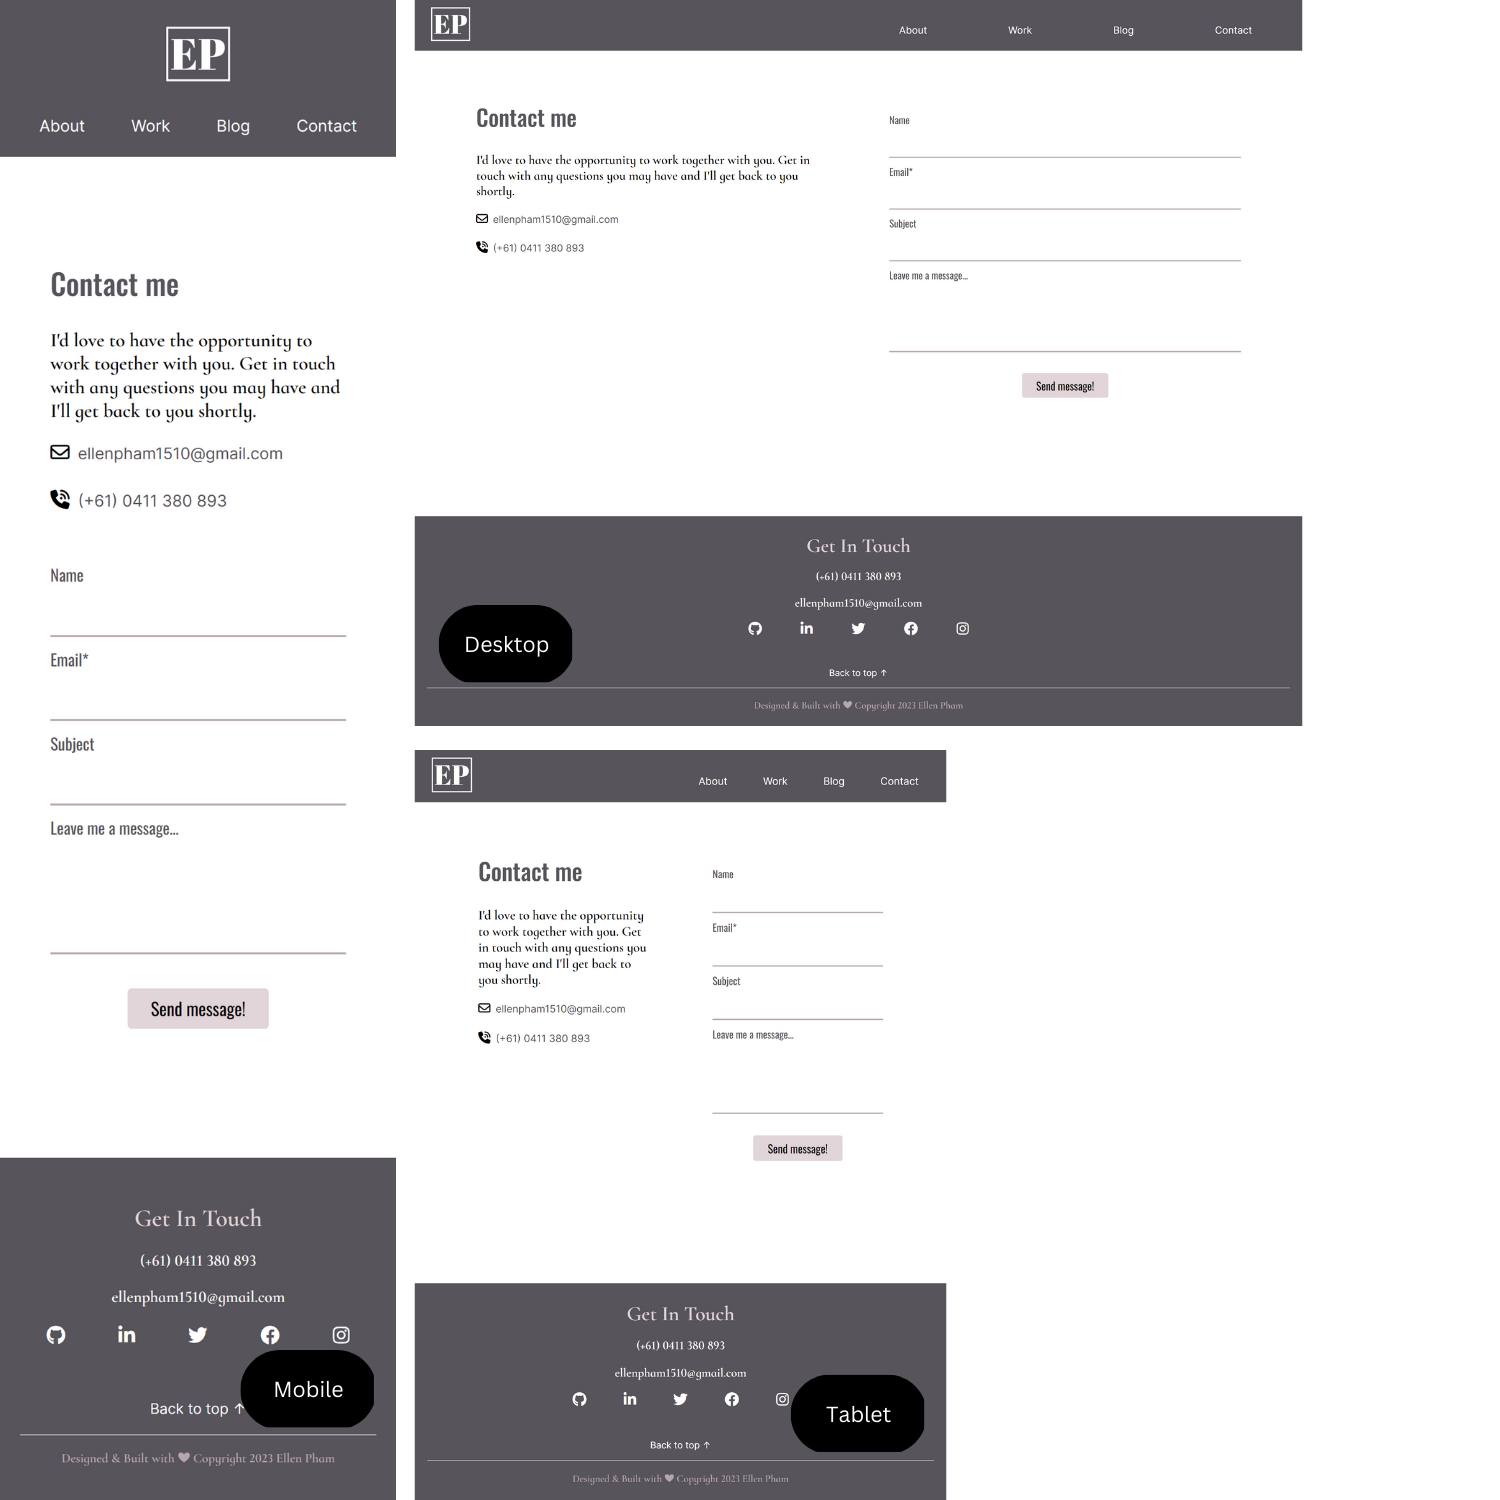 EP
About Work Blog Contact
Contact me
I'd love to have the opportunity to
work together with you. Get in touch
with any questions you may have and
I'll get back to you shortly.
ellenpham1510@gmail.com
(+61) 0411 380 893
Name
Email*
Subject
Leave me a message...
Send message!
Get In Touch
(+61) 0411 380 893
ellenpham1510@gmail.com
Mobile
Back to top ↑
Designed & Built with ♥ Copyright 2023 Ellen Pham
EP
About Work Blog Contact
Contact me
I'd love to have the opportunity to work together with you. Get in
touch with any questions you may have and I'll get back to you
shortly.
ellenpham1510@gmail.com
(+61) 0411 380 893
Name
Email*
Subject
Leave me a message...
Send message!
Get In Touch
(+61) 0411 380 893
ellenpham1510@gmail.com
Desktop
Back to top ↑
Designed & Built with ♥ Copyright 2023 Ellen Pham
EP
About Work Blog Contact
Contact me
I'd love to have the opportunity
to work together with you. Get
in touch with any questions you
may have and I'll get back to
you shortly.
ellenpham1510@gmail.com
(+61) 0411 380 893
Name
Email*
Subject
Leave me a message...
Send message!
Get In Touch
(+61) 0411 380 893
ellenpham1510@gmail.com
Tablet
Back to top ↑
Designed & Built with ♥ Copyright 2023 Ellen Pham